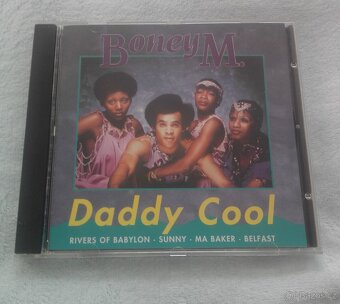 Boney M.
Daddy Cool
RIVERS OF BABYLON · SUNNY · MA BAKER · BELFAST